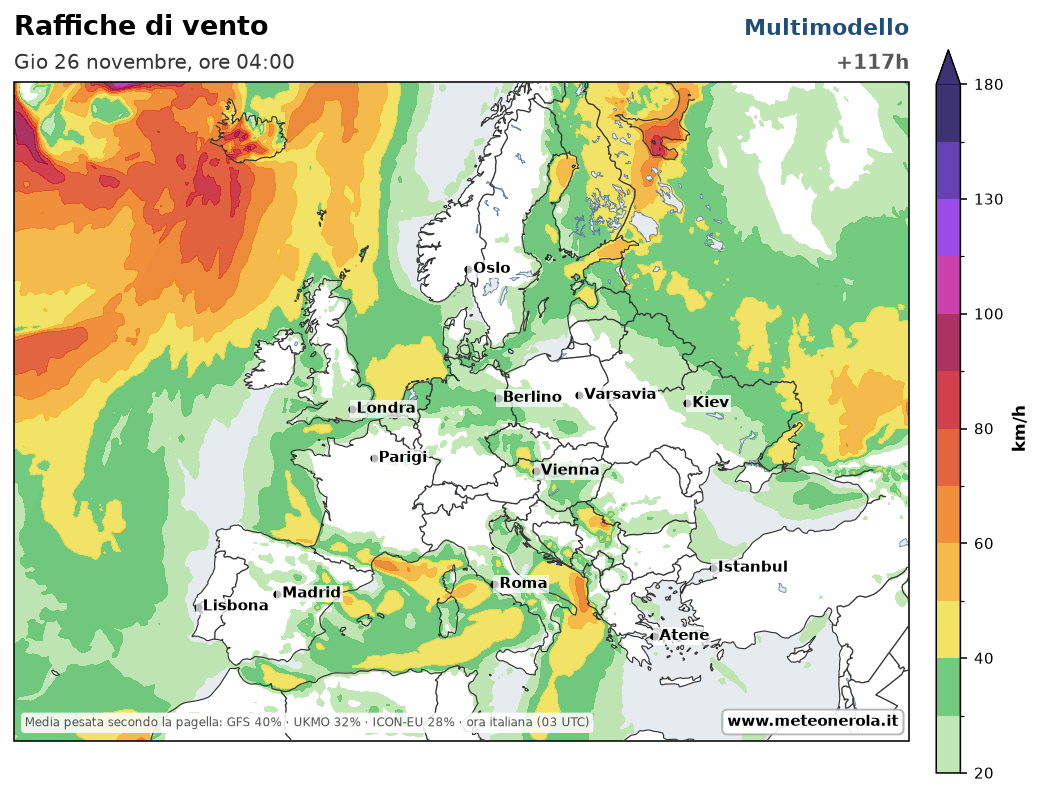 Raffiche di vento
Multimodello
Gio 26 novembre, ore 04:00
+117h
180
130
100
80
60
40
20
km/h
Oslo
Londra
Berlino
Varsavia
Kiev
Parigi
Vienna
Madrid
Lisbona
Roma
Istanbul
Atene
Media pesata secondo la pagella: GFS 40% · UKMO 32% · ICON-EU 28% · ora italiana (03 UTC)
www.meteonerola.it